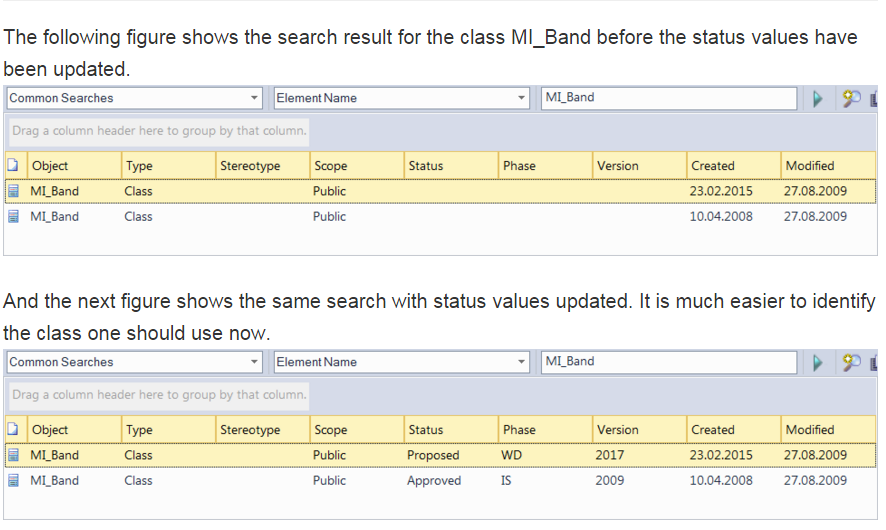 The following figure shows the search result for the class MI_Band before the status values have
been updated.
Common Searches Element Name MI_Band
Drag a column header here to group by that column.
Object Type Stereotype Scope Status Phase Version Created Modified
MI_Band Class Public 23.02.2015 27.08.2009
MI_Band Class Public 10.04.2008 27.08.2009
And the next figure shows the same search with status values updated. It is much easier to identify
the class one should use now.
Common Searches Element Name MI_Band
Drag a column header here to group by that column.
Object Type Stereotype Scope Status Phase Version Created Modified
MI_Band Class Public Proposed WD 2017 23.02.2015 27.08.2009
MI_Band Class Public Approved IS 2009 10.04.2008 27.08.2009